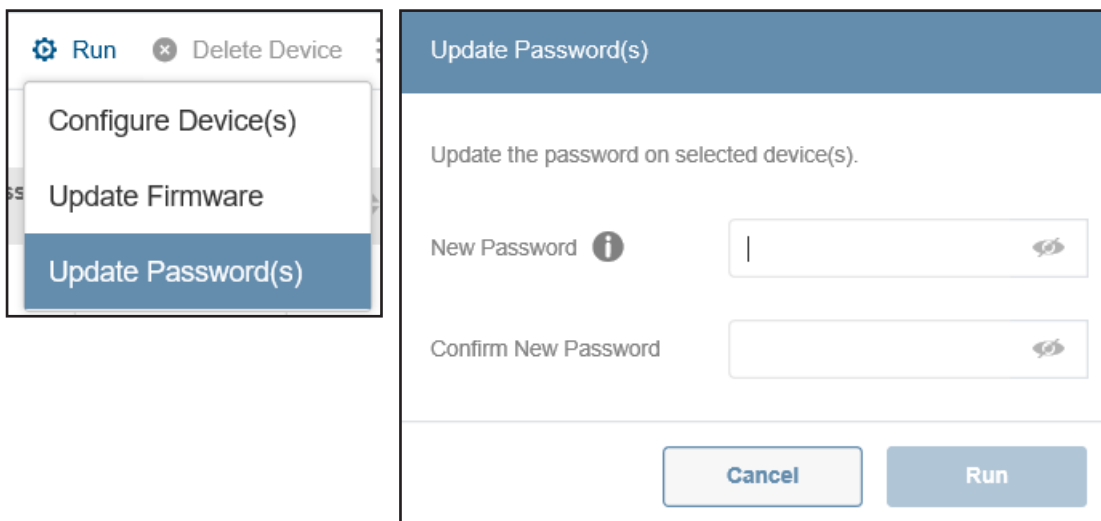 Run Delete Device
Configure Device(s)
ss
Update Firmware
Update Password(s)
Update Password(s)
Update the password on selected device(s).
New Password
Confirm New Password
Cancel Run